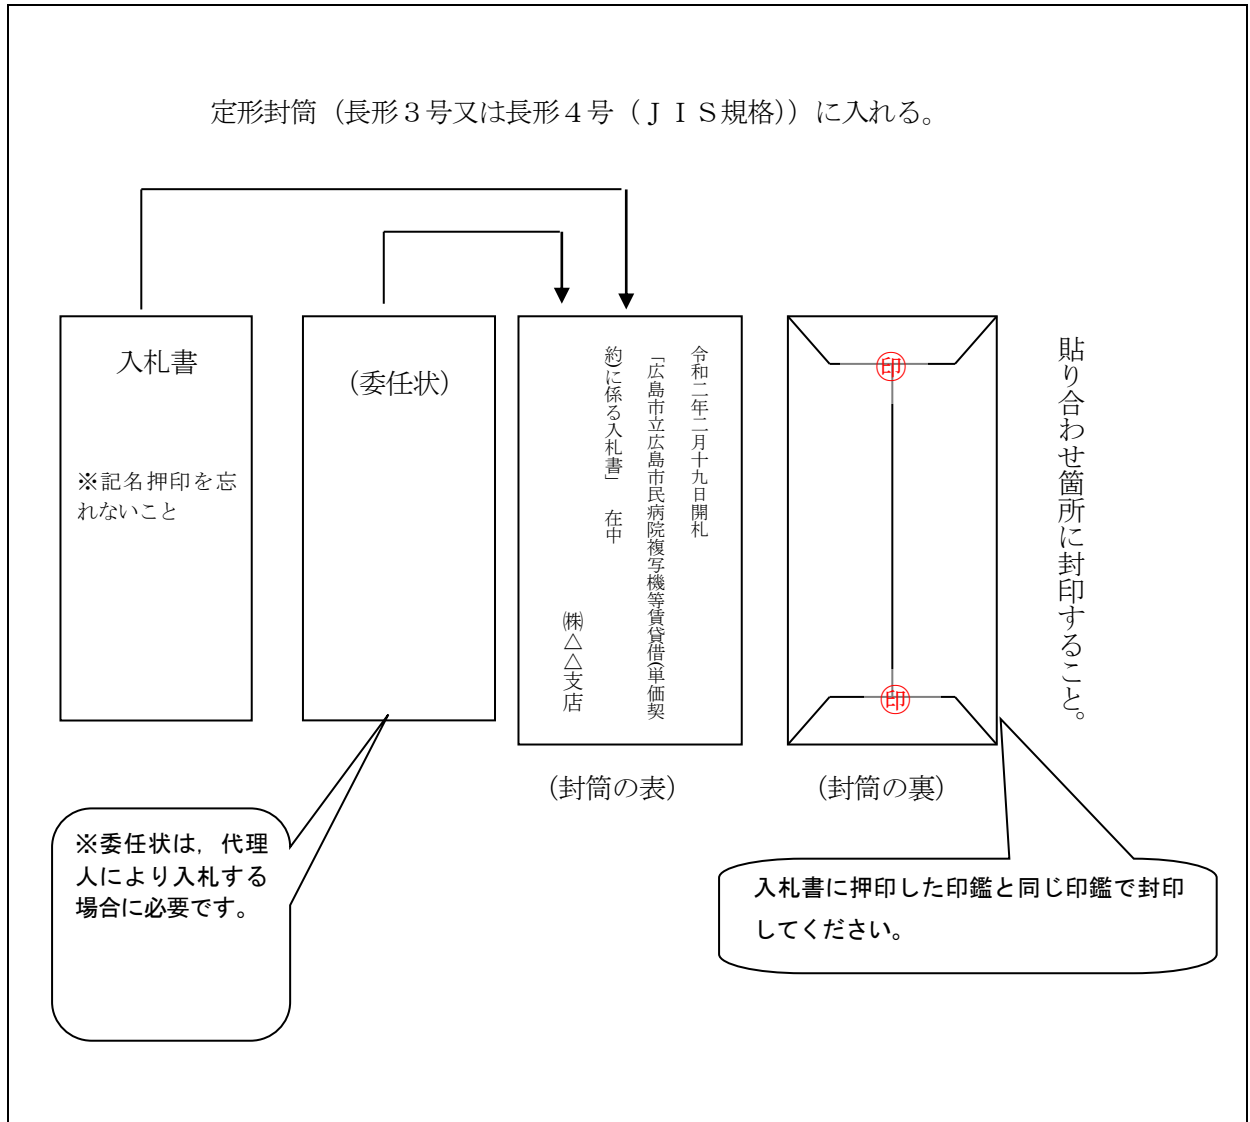 定形封筒（長形３号又は長形４号（ＪＩＳ規格））に入れる。
入札書
※記名押印を忘
れないこと
（委任状）
令和二年二月十九日開札
「広島市立広島市民病院複写機等賃貸借(単価契
約)に係る入札書」　在中
㈱△△支店
（封筒の表）
印
印
（封筒の裏）
貼り合わせ箇所に封印すること。
※委任状は，代理
人により入札する
場合に必要です。
入札書に押印した印鑑と同じ印鑑で封印
してください。